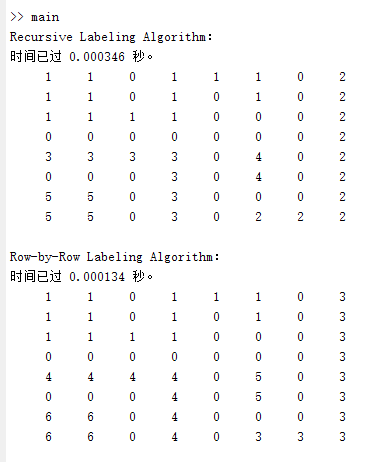 >> main
Recursive Labeling Algorithm:
时间已过 0.000346 秒。
1 1 0 1 1 1 0 2
1 1 0 1 0 1 0 2
1 1 1 1 0 0 0 2
0 0 0 0 0 0 0 2
3 3 3 3 0 4 0 2
0 0 0 3 0 4 0 2
5 5 0 3 0 0 0 2
5 5 0 3 0 2 2 2
Row-by-Row Labeling Algorithm:
时间已过 0.000134 秒。
1 1 0 1 1 1 0 3
1 1 0 1 0 1 0 3
1 1 1 1 0 0 0 3
0 0 0 0 0 0 0 3
4 4 4 4 0 5 0 3
0 0 0 4 0 5 0 3
6 6 0 4 0 0 0 3
6 6 0 4 0 3 3 3